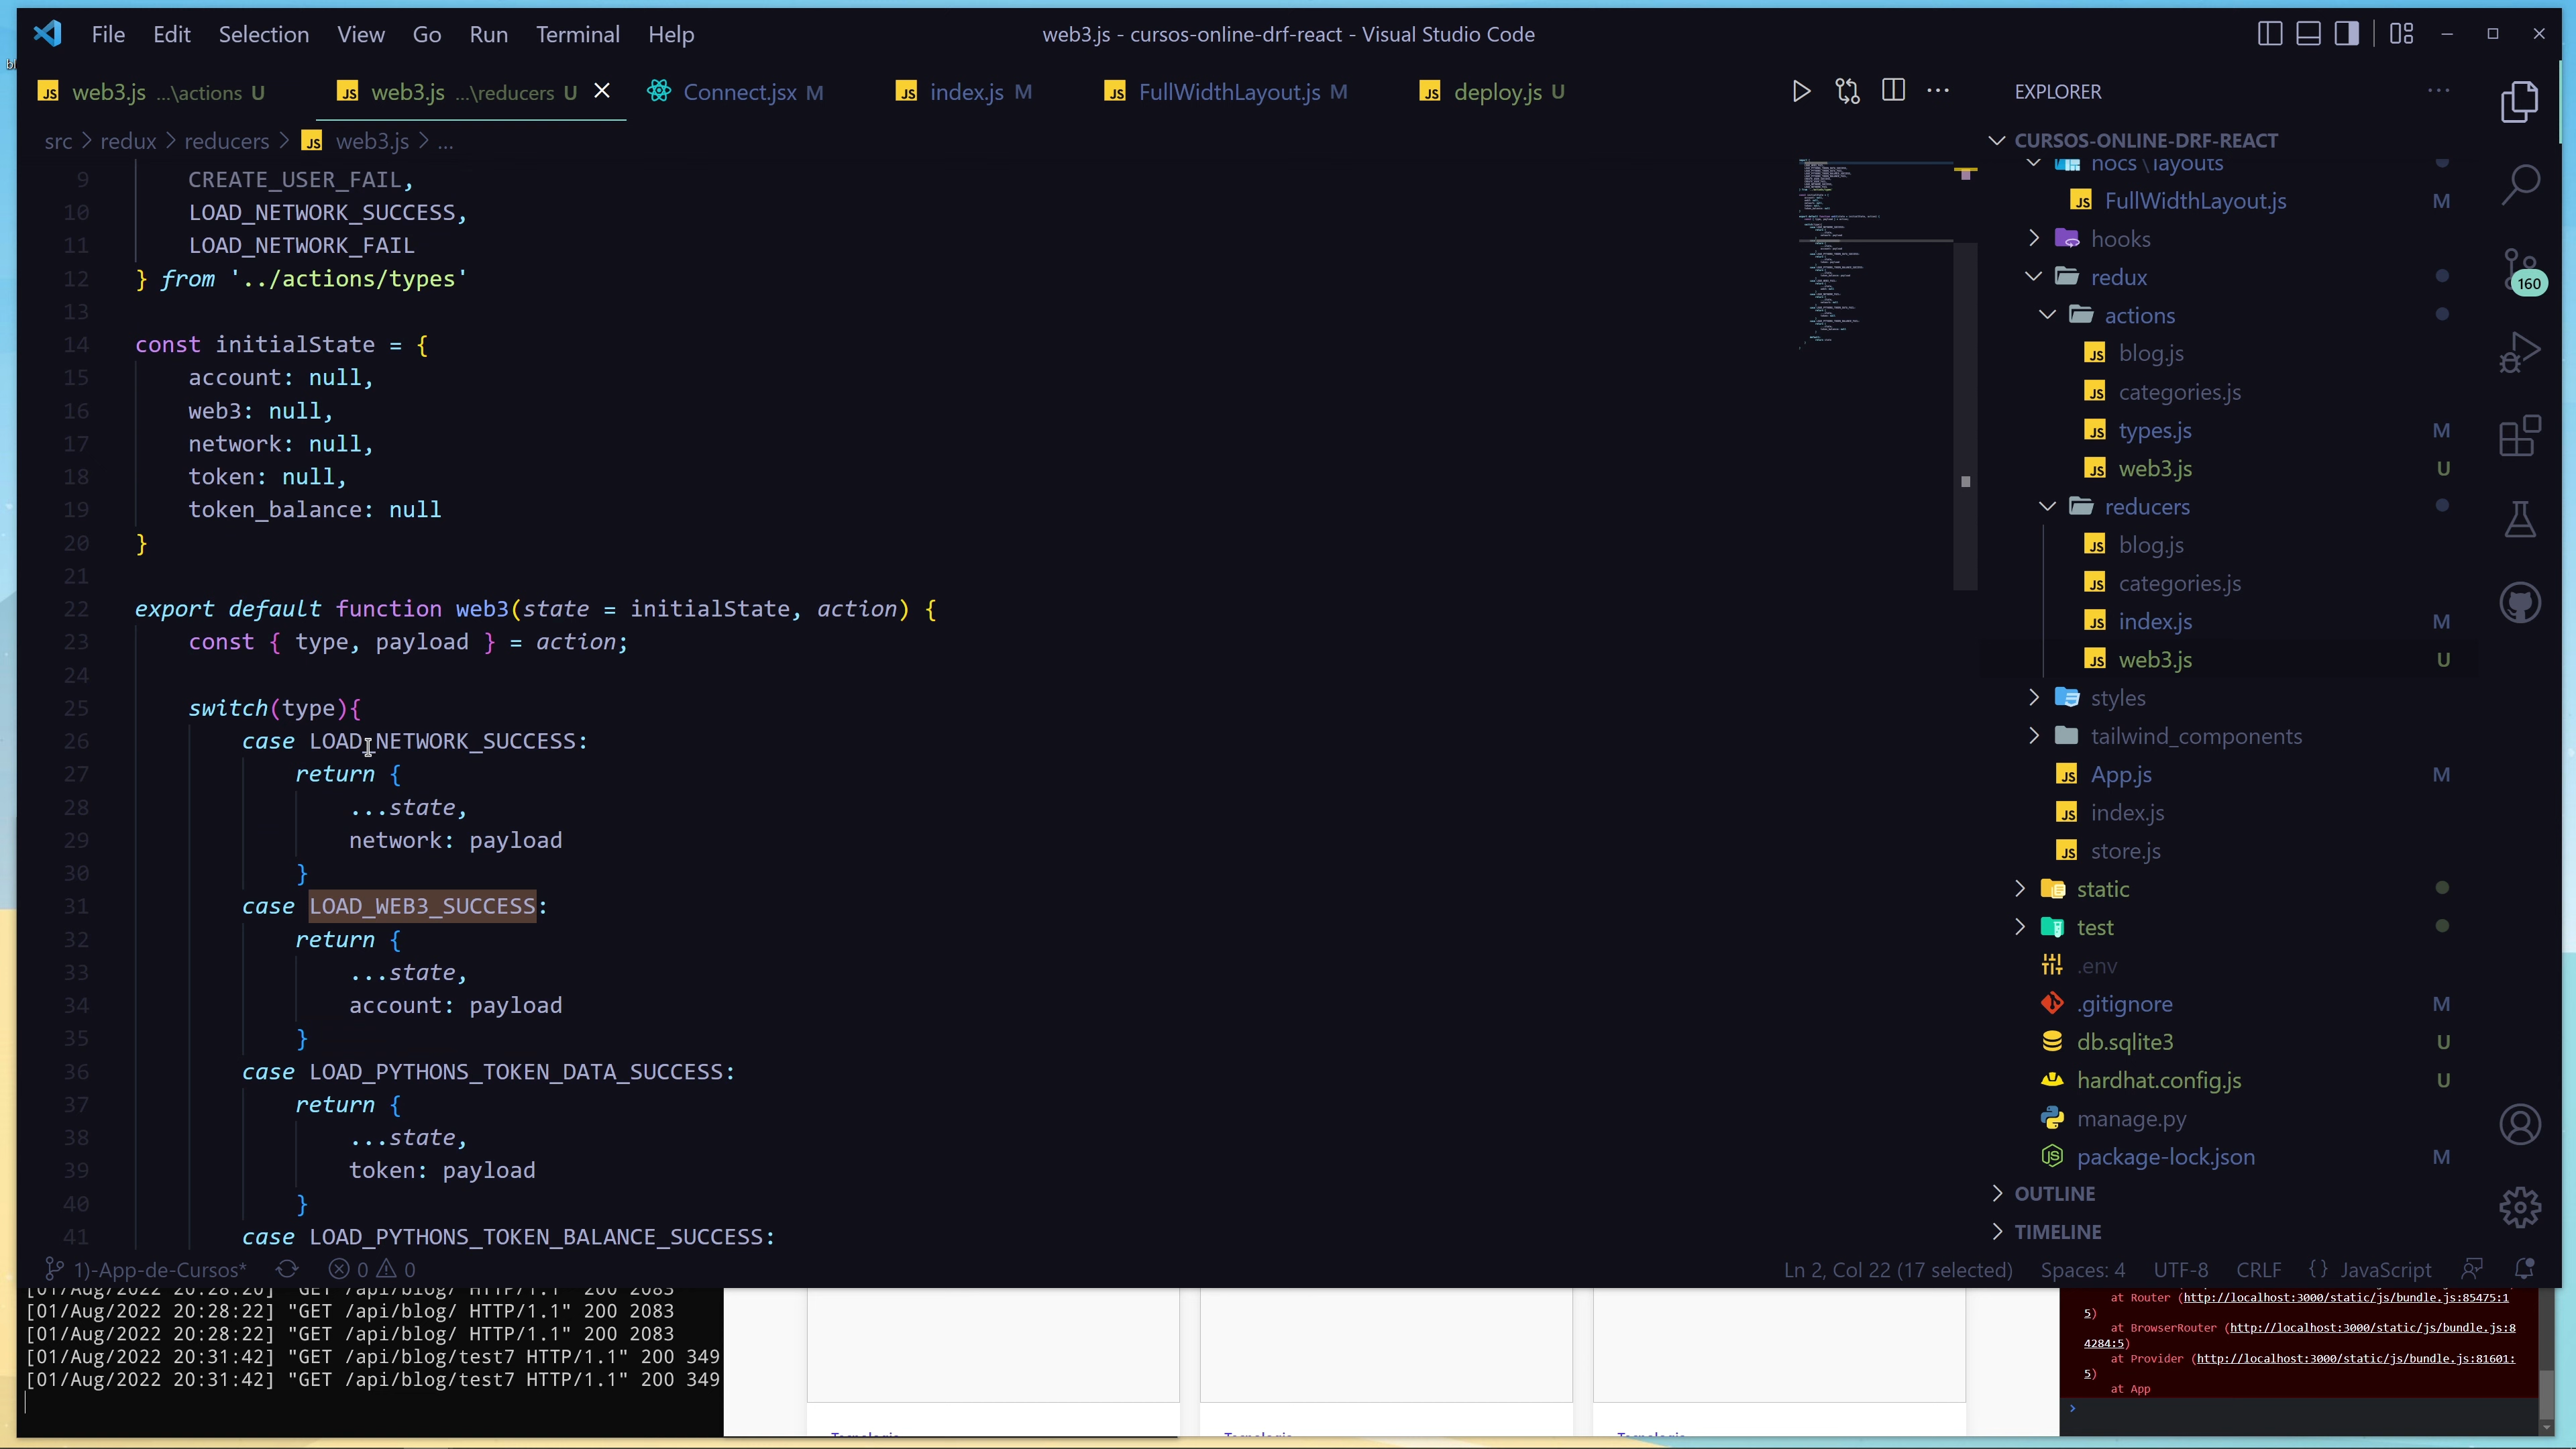 File Edit Selection View Go Run Terminal Help
web3.js - cursos-online-drf-react - Visual Studio Code
web3.js ...\actions U
web3.js ...\reducers U
Connect.jsx M
index.js M
FullWidthLayout.js M
deploy.js U
src > redux > reducers > JS web3.js > ...
9 CREATE_USER_FAIL,
10 LOAD_NETWORK_SUCCESS,
11 LOAD_NETWORK_FAIL
12 } from '../actions/types'
13
14 const initialState = {
15 account: null,
16 web3: null,
17 network: null,
18 token: null,
19 token_balance: null
20 }
21
22 export default function web3(state = initialState, action) {
23 const { type, payload } = action;
24
25 switch(type){
26 case LOAD_NETWORK_SUCCESS:
27 return {
28 ...state,
29 network: payload
30 }
31 case LOAD_WEB3_SUCCESS:
32 return {
33 ...state,
34 account: payload
35 }
36 case LOAD_PYTHONS_TOKEN_DATA_SUCCESS:
37 return {
38 ...state,
39 token: payload
40 }
41 case LOAD_PYTHONS_TOKEN_BALANCE_SUCCESS:
EXPLORER
CURSOS-ONLINE-DRF-REACT
hocs \ layouts
FullWidthLayout.js M
hooks
redux
actions
blog.js
categories.js
types.js M
web3.js U
reducers
blog.js
categories.js
index.js M
web3.js U
styles
tailwind_components
App.js M
index.js
store.js
static
test
.env
.gitignore M
db.sqlite3 U
hardhat.config.js U
manage.py
package-lock.json M
OUTLINE
TIMELINE
160
1)-App-de-Cursos* 0 0
Ln 2, Col 22 (17 selected) Spaces: 4 UTF-8 CRLF {} JavaScript
[01/Aug/2022 20:28:20] "GET /api/blog/ HTTP/1.1" 200 2083
[01/Aug/2022 20:28:22] "GET /api/blog/ HTTP/1.1" 200 2083
[01/Aug/2022 20:28:22] "GET /api/blog/ HTTP/1.1" 200 2083
[01/Aug/2022 20:31:42] "GET /api/blog/test7 HTTP/1.1" 200 349
[01/Aug/2022 20:31:42] "GET /api/blog/test7 HTTP/1.1" 200 349
at Router (http://localhost:3000/static/js/bundle.js:85475:1
5)
at BrowserRouter (http://localhost:3000/static/js/bundle.js:8
4284:5)
at Provider (http://localhost:3000/static/js/bundle.js:81601:
5)
at App